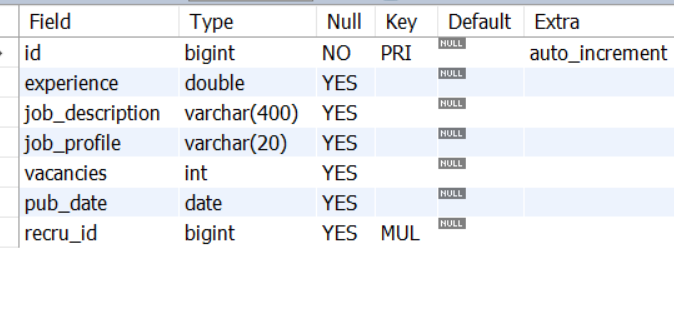 Field Type Null Key Default Extra
id bigint NO PRI NULL auto_increment
experience double YES NULL
job_description varchar(400) YES NULL
job_profile varchar(20) YES NULL
vacancies int YES NULL
pub_date date YES NULL
recru_id bigint YES MUL NULL